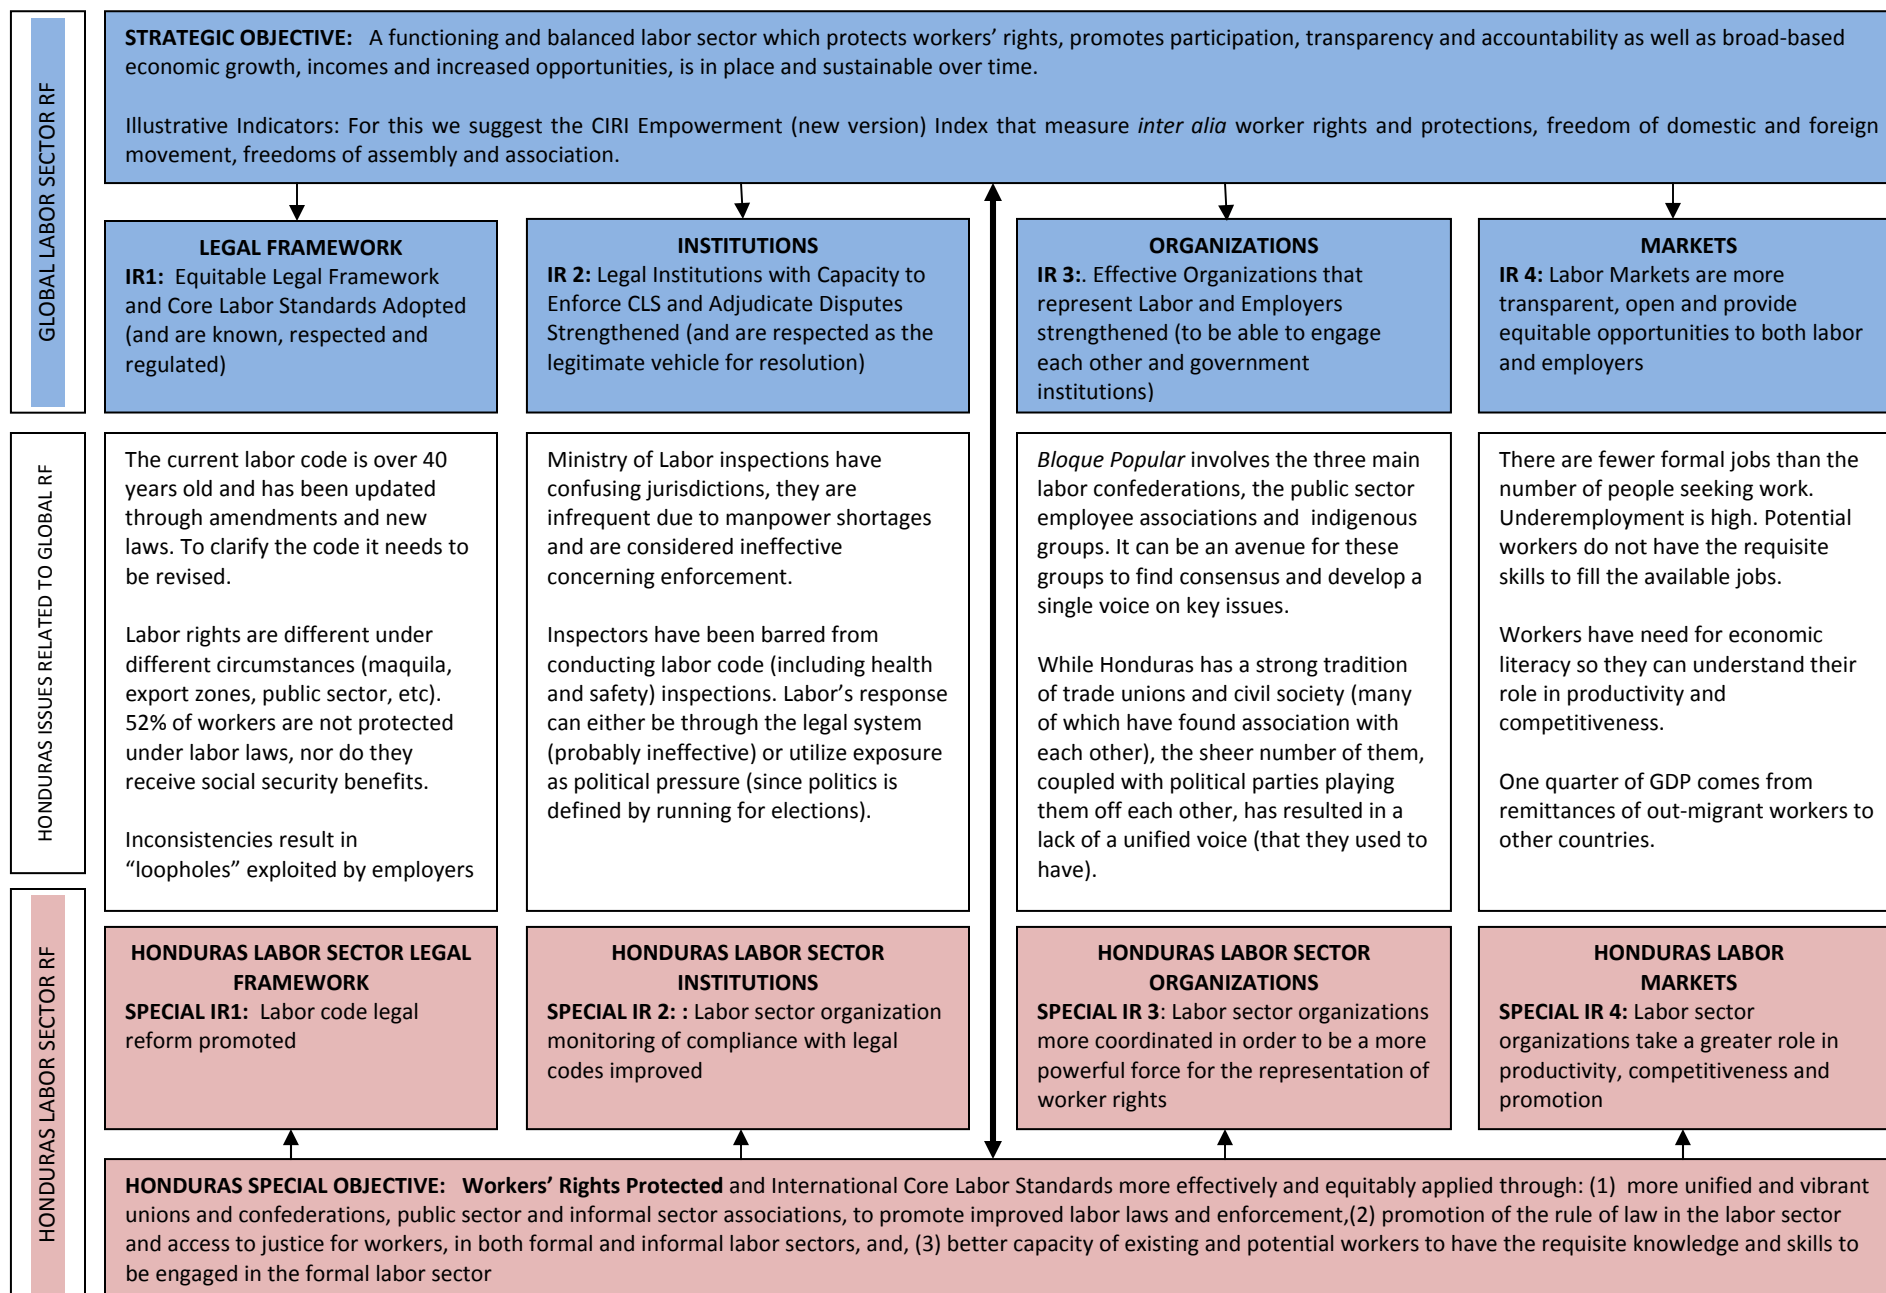 GLOBAL LABOR SECTOR RF
STRATEGIC OBJECTIVE: A functioning and balanced labor sector which protects workers’ rights, promotes participation, transparency and accountability as well as broad-based
economic growth, incomes and increased opportunities, is in place and sustainable over time.
Illustrative Indicators: For this we suggest the CIRI Empowerment (new version) Index that measure inter alia worker rights and protections, freedom of domestic and foreign
movement, freedoms of assembly and association.
LEGAL FRAMEWORK
IR1: Equitable Legal Framework
and Core Labor Standards Adopted
(and are known, respected and
regulated)
INSTITUTIONS
IR 2: Legal Institutions with Capacity to
Enforce CLS and Adjudicate Disputes
Strengthened (and are respected as the
legitimate vehicle for resolution)
ORGANIZATIONS
IR 3:. Effective Organizations that
represent Labor and Employers
strengthened (to be able to engage
each other and government
institutions)
MARKETS
IR 4: Labor Markets are more
transparent, open and provide
equitable opportunities to both labor
and employers
HONDURAS ISSUES RELATED TO GLOBAL RF
The current labor code is over 40
years old and has been updated
through amendments and new
laws. To clarify the code it needs to
be revised.
Labor rights are different under
different circumstances (maquila,
export zones, public sector, etc).
52% of workers are not protected
under labor laws, nor do they
receive social security benefits.
Inconsistencies result in
“loopholes” exploited by employers
Ministry of Labor inspections have
confusing jurisdictions, they are
infrequent due to manpower shortages
and are considered ineffective
concerning enforcement.
Inspectors have been barred from
conducting labor code (including health
and safety) inspections. Labor’s response
can either be through the legal system
(probably ineffective) or utilize exposure
as political pressure (since politics is
defined by running for elections).
Bloque Popular involves the three main
labor confederations, the public sector
employee associations and indigenous
groups. It can be an avenue for these
groups to find consensus and develop a
single voice on key issues.
While Honduras has a strong tradition
of trade unions and civil society (many
of which have found association with
each other), the sheer number of them,
coupled with political parties playing
them off each other, has resulted in a
lack of a unified voice (that they used to
have).
There are fewer formal jobs than the
number of people seeking work.
Underemployment is high. Potential
workers do not have the requisite
skills to fill the available jobs.
Workers have need for economic
literacy so they can understand their
role in productivity and
competitiveness.
One quarter of GDP comes from
remittances of out-migrant workers to
other countries.
HONDURAS LABOR SECTOR RF
HONDURAS LABOR SECTOR LEGAL
FRAMEWORK
SPECIAL IR1: Labor code legal
reform promoted
HONDURAS LABOR SECTOR
INSTITUTIONS
SPECIAL IR 2: : Labor sector organization
monitoring of compliance with legal
codes improved
HONDURAS LABOR SECTOR
ORGANIZATIONS
SPECIAL IR 3: Labor sector organizations
more coordinated in order to be a more
powerful force for the representation of
worker rights
HONDURAS LABOR
MARKETS
SPECIAL IR 4: Labor sector
organizations take a greater role in
productivity, competitiveness and
promotion
HONDURAS SPECIAL OBJECTIVE: Workers’ Rights Protected and International Core Labor Standards more effectively and equitably applied through: (1) more unified and vibrant
unions and confederations, public sector and informal sector associations, to promote improved labor laws and enforcement,(2) promotion of the rule of law in the labor sector
and access to justice for workers, in both formal and informal labor sectors, and, (3) better capacity of existing and potential workers to have the requisite knowledge and skills to
be engaged in the formal labor sector